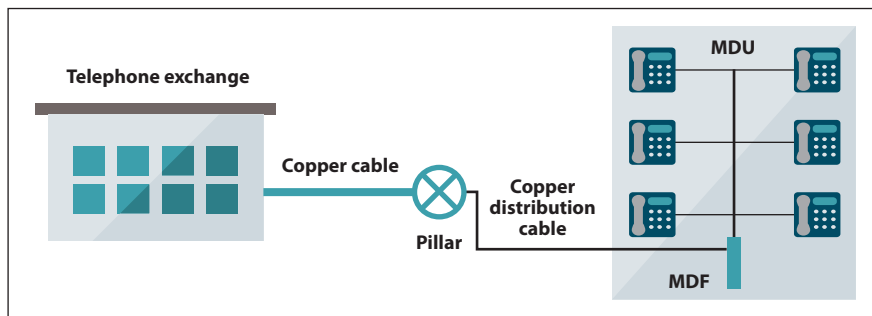 MDU
Telephone exchange
Copper cable
Copper
distribution
cable
Pillar
MDF